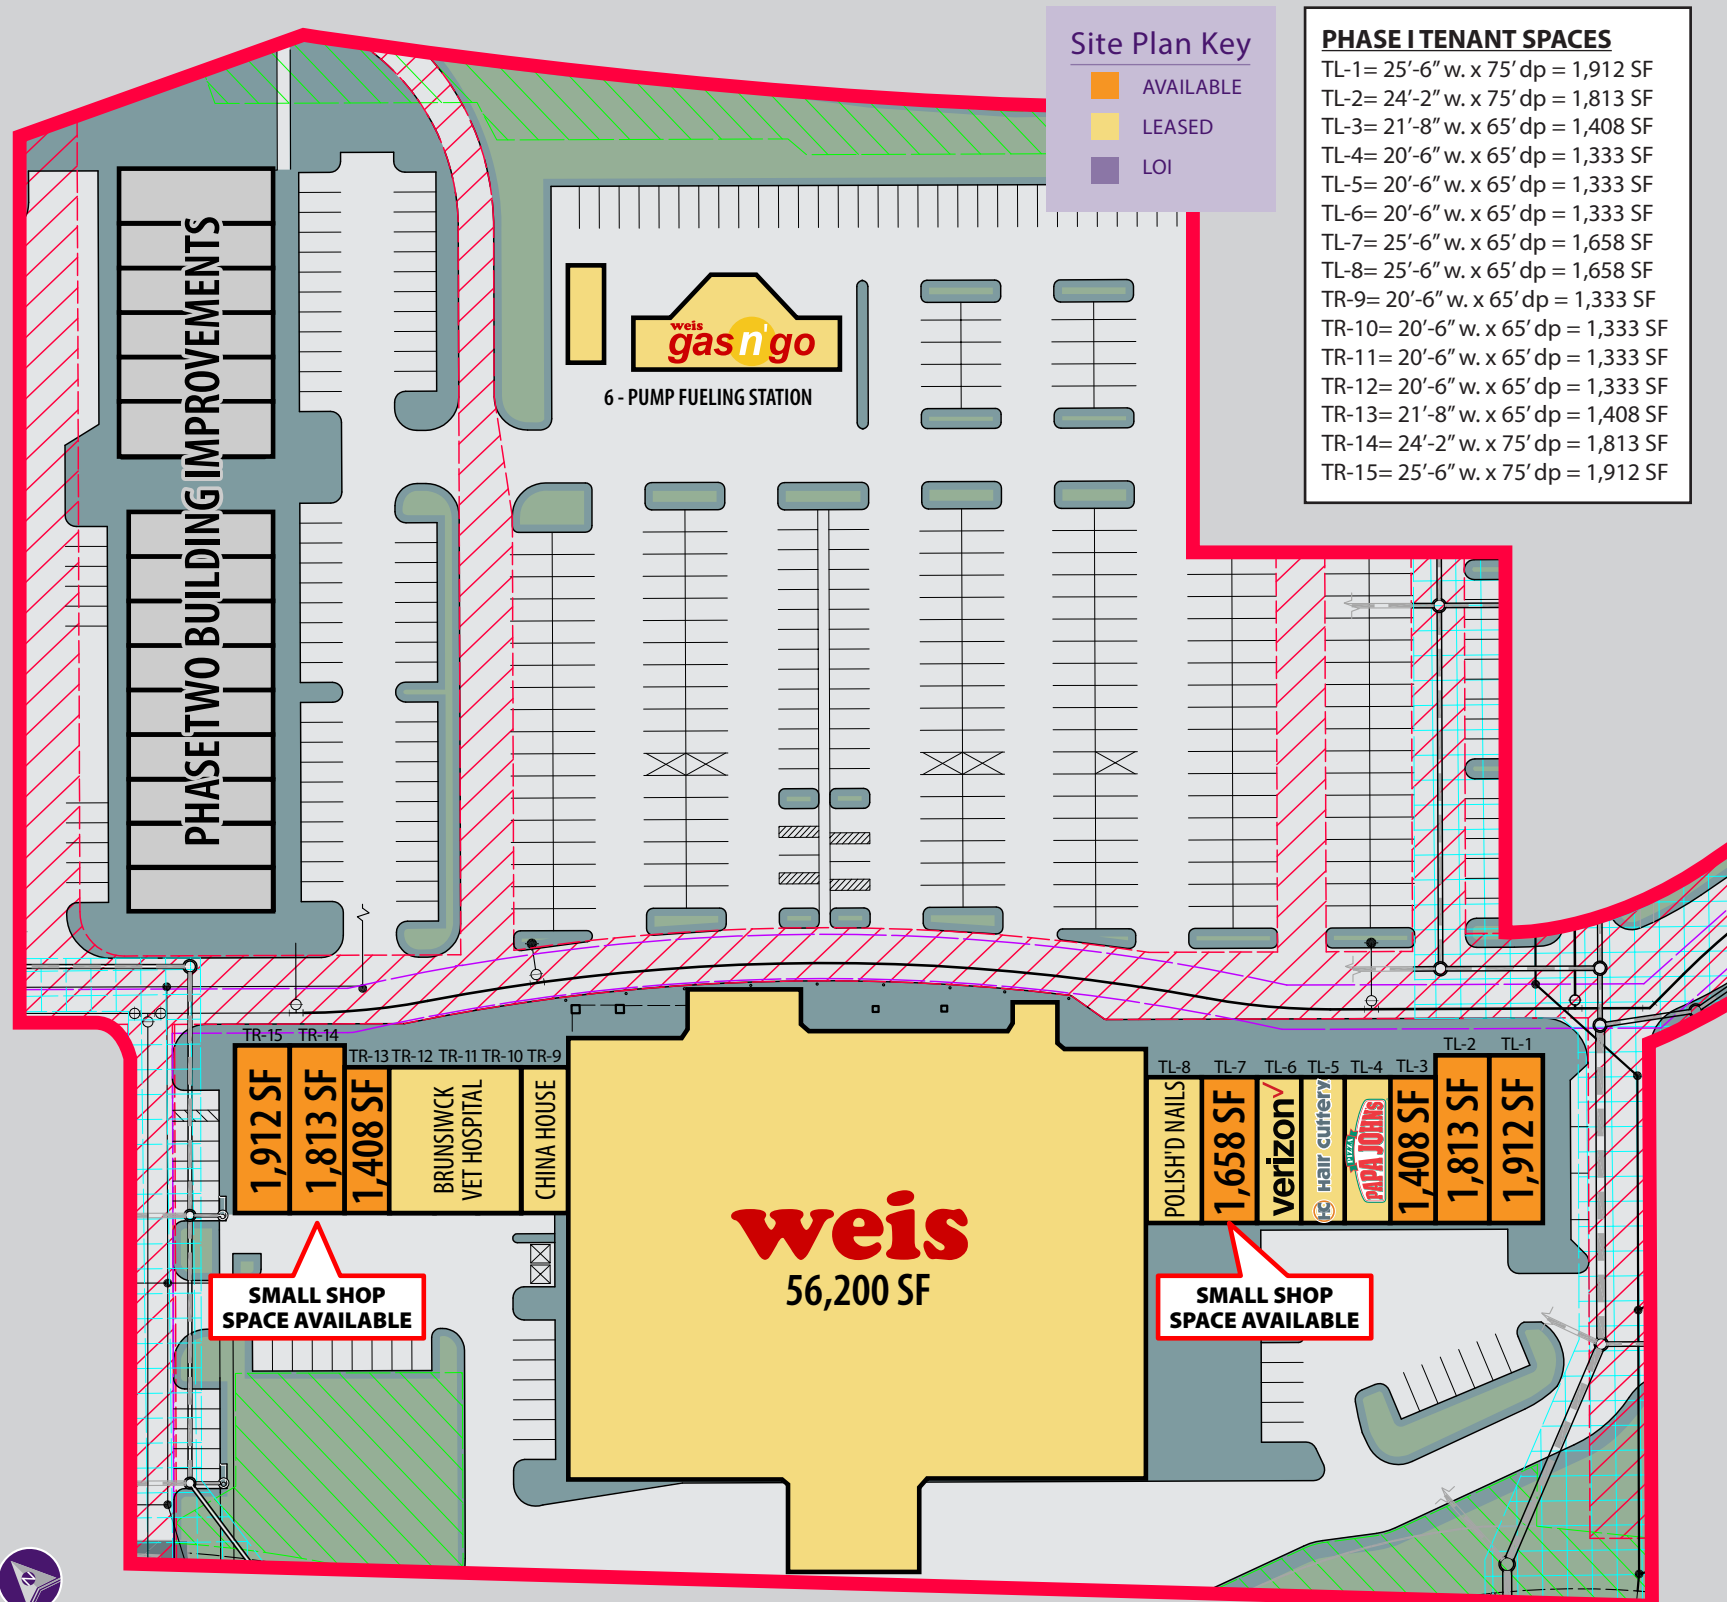 Site Plan Key
AVAILABLE
LEASED
LOI
PHASE I TENANT SPACES
TL-1= 25'-6" w. x 75' dp = 1,912 SF
TL-2= 24'-2" w. x 75' dp = 1,813 SF
TL-3= 21'-8" w. x 65' dp = 1,408 SF
TL-4= 20'-6" w. x 65' dp = 1,333 SF
TL-5= 20'-6" w. x 65' dp = 1,333 SF
TL-6= 20'-6" w. x 65' dp = 1,333 SF
TL-7= 25'-6" w. x 65' dp = 1,658 SF
TL-8= 25'-6" w. x 65' dp = 1,658 SF
TR-9= 20'-6" w. x 65' dp = 1,333 SF
TR-10= 20'-6" w. x 65' dp = 1,333 SF
TR-11= 20'-6" w. x 65' dp = 1,333 SF
TR-12= 20'-6" w. x 65' dp = 1,333 SF
TR-13= 21'-8" w. x 65' dp = 1,408 SF
TR-14= 24'-2" w. x 75' dp = 1,813 SF
TR-15= 25'-6" w. x 75' dp = 1,912 SF
PHASE TWO BUILDING IMPROVEMENTS
weis
gas n' go
6 - PUMP FUELING STATION
TR-15 TR-14
TR-13 TR-12 TR-11 TR-10 TR-9
1,912 SF
1,813 SF
1,408 SF
BRUNSIWCK
VET HOSPITAL
CHINA HOUSE
weis
56,200 SF
TL-8 TL-7 TL-6 TL-5 TL-4 TL-3
TL-2 TL-1
POLISH'D NAILS
1,658 SF
verizon
HC Hair cuttery
PIZZA
PAPA JOHNS
1,408 SF
1,813 SF
1,912 SF
SMALL SHOP
SPACE AVAILABLE
SMALL SHOP
SPACE AVAILABLE
N